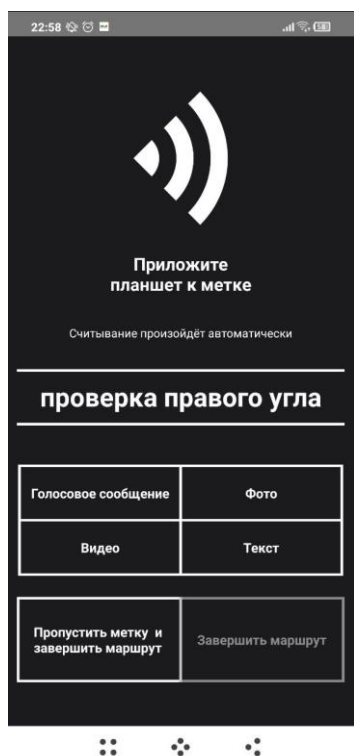 22:58
58
Приложите
планшет к метке
Считывание произойдёт автоматически
проверка правого угла
Голосовое сообщение
Фото
Видео
Текст
Пропустить метку и
завершить маршрут
Завершить маршрут